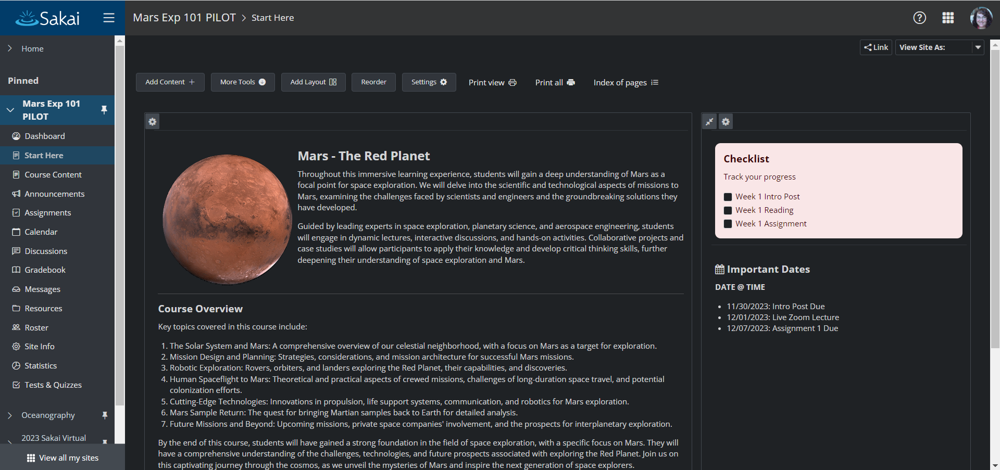 Sakai
Mars Exp 101 PILOT > Start Here
Home
Pinned
Mars Exp 101
PILOT
Dashboard
Start Here
Course Content
Announcements
Assignments
Calendar
Discussions
Gradebook
Messages
Resources
Roster
Site Info
Statistics
Tests & Quizzes
Oceanography
2023 Sakai Virtual
View all my sites
Link
View Site As:
Add Content
More Tools
Add Layout
Reorder
Settings
Print view
Print all
Index of pages
Mars - The Red Planet
Throughout this immersive learning experience, students will gain a deep understanding of Mars as a
focal point for space exploration. We will delve into the scientific and technological aspects of missions to
Mars, examining the challenges faced by scientists and engineers and the groundbreaking solutions they
have developed.
Guided by leading experts in space exploration, planetary science, and aerospace engineering, students
will engage in dynamic lectures, interactive discussions, and hands-on activities. Collaborative projects and
case studies will allow participants to apply their knowledge and develop critical thinking skills, further
deepening their understanding of space exploration and Mars.
Course Overview
Key topics covered in this course include:
1. The Solar System and Mars: A comprehensive overview of our celestial neighborhood, with a focus on Mars as a target for exploration.
2. Mission Design and Planning: Strategies, considerations, and mission architecture for successful Mars missions.
3. Robotic Exploration: Rovers, orbiters, and landers exploring the Red Planet, their capabilities, and discoveries.
4. Human Spaceflight to Mars: Theoretical and practical aspects of crewed missions, challenges of long-duration space travel, and potential
colonization efforts.
5. Cutting-Edge Technologies: Innovations in propulsion, life support systems, communication, and robotics for Mars exploration.
6. Mars Sample Return: The quest for bringing Martian samples back to Earth for detailed analysis.
7. Future Missions and Beyond: Upcoming missions, private space companies' involvement, and the prospects for interplanetary exploration.
By the end of this course, students will have gained a strong foundation in the field of space exploration, with a specific focus on Mars. They will
have a comprehensive understanding of the challenges, technologies, and future prospects associated with exploring the Red Planet. Join us on
this captivating journey through the cosmos, as we unveil the mysteries of Mars and inspire the next generation of space explorers.
Checklist
Track your progress
Week 1 Intro Post
Week 1 Reading
Week 1 Assignment
Important Dates
DATE @ TIME
• 11/30/2023: Intro Post Due
• 12/01/2023: Live Zoom Lecture
• 12/07/2023: Assignment 1 Due